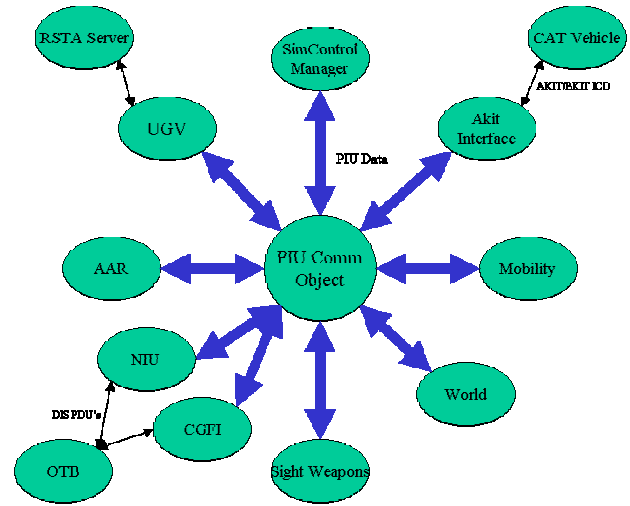 RSTA Server
SimControl
Manager
CAT Vehicle
AKIT/EKIT ICD
UGV
Akit
Interface
PIU Data
AAR
PIU Comm
Object
Mobility
NIU
World
DIS PDU's
CGFI
OTB
Sight Weapons